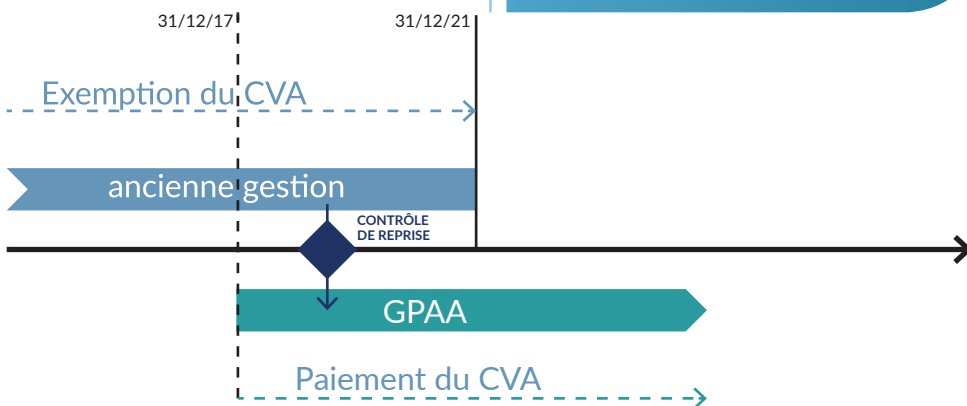 31/12/17
31/12/21
Exemption du CVA
ancienne gestion
CONTRÔLE
DE REPRISE
GPAA
Paiement du CVA